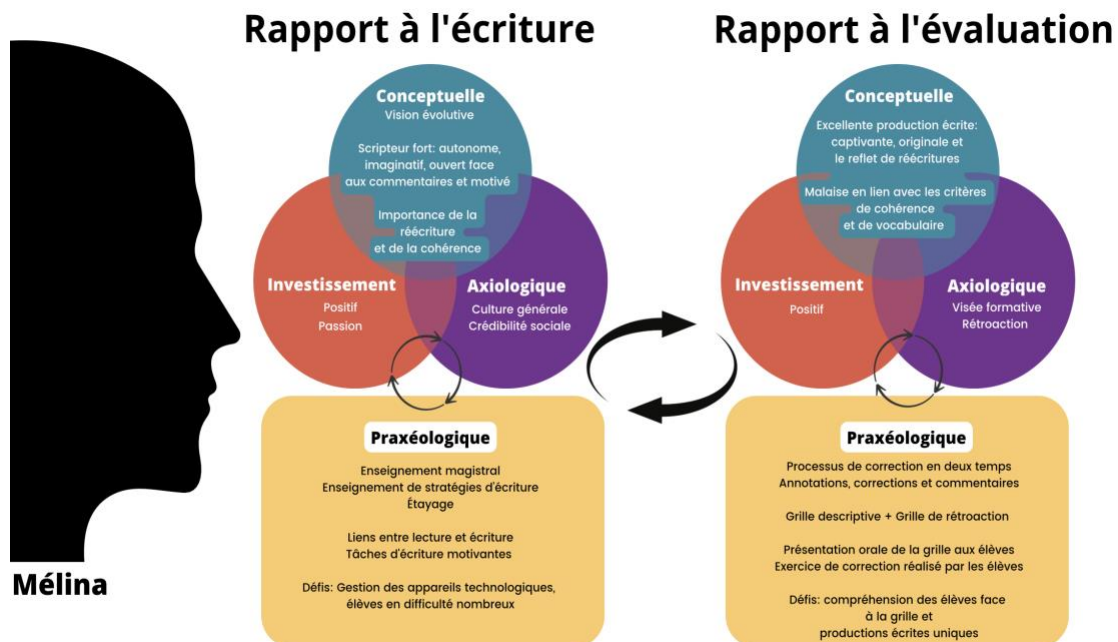 Rapport à l'écriture
Conceptuelle
Vision évolutive
Scripteur fort: autonome,
imaginatif, ouvert face
aux commentaires et motivé
Importance de la
réécriture
et de la cohérence
Investissement
Positif
Passion
Axiologique
Culture générale
Crédibilité sociale
Praxéologique
Enseignement magistral
Enseignement de stratégies d'écriture
Étayage
Liens entre lecture et écriture
Tâches d'écriture motivantes
Défis: Gestion des appareils technologiques,
élèves en difficulté nombreux
Rapport à l'évaluation
Conceptuelle
Excellente production écrite:
captivante, originale et
le reflet de réécritures
Malaise en lien avec les critères
de cohérence
et de vocabulaire
Investissement
Positif
Axiologique
Visée formative
Rétroaction
Praxéologique
Processus de correction en deux temps
Annotations, corrections et commentaires
Grille descriptive + Grille de rétroaction
Présentation orale de la grille aux élèves
Exercice de correction réalisé par les élèves
Défis: compréhension des élèves face
à la grille et
productions écrites uniques
Mélina